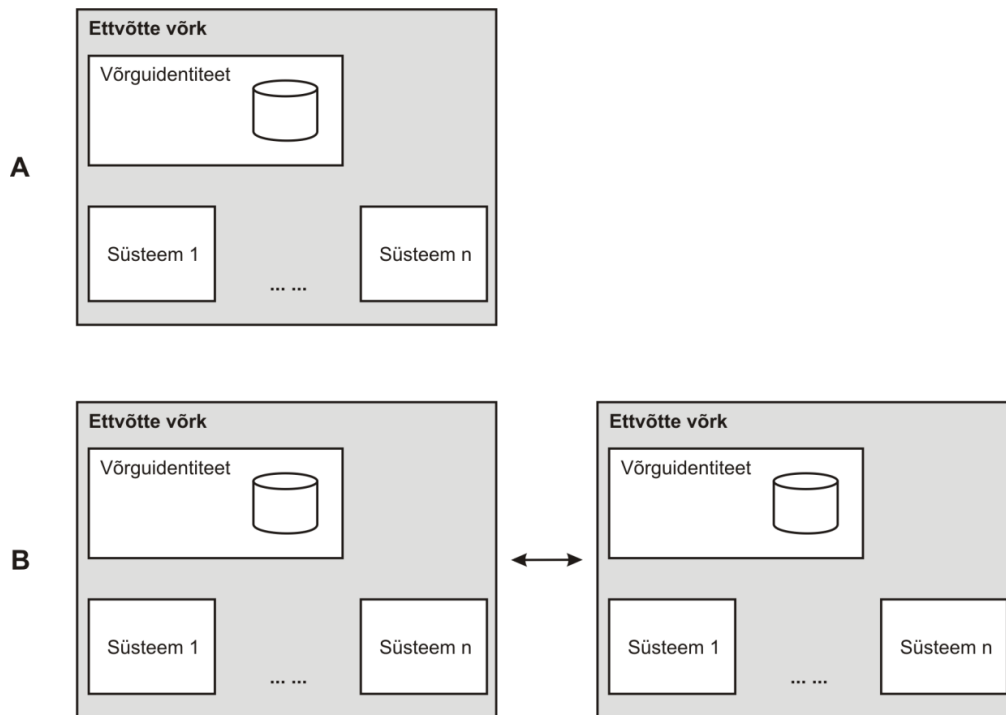 Ettvõtte võrk
Võrguidentiteet
A
Süsteem 1
... ...
Süsteem n
Ettvõtte võrk
Võrguidentiteet
B
Süsteem 1
... ...
Süsteem n
Ettvõtte võrk
Võrguidentiteet
Süsteem 1
... ...
Süsteem n